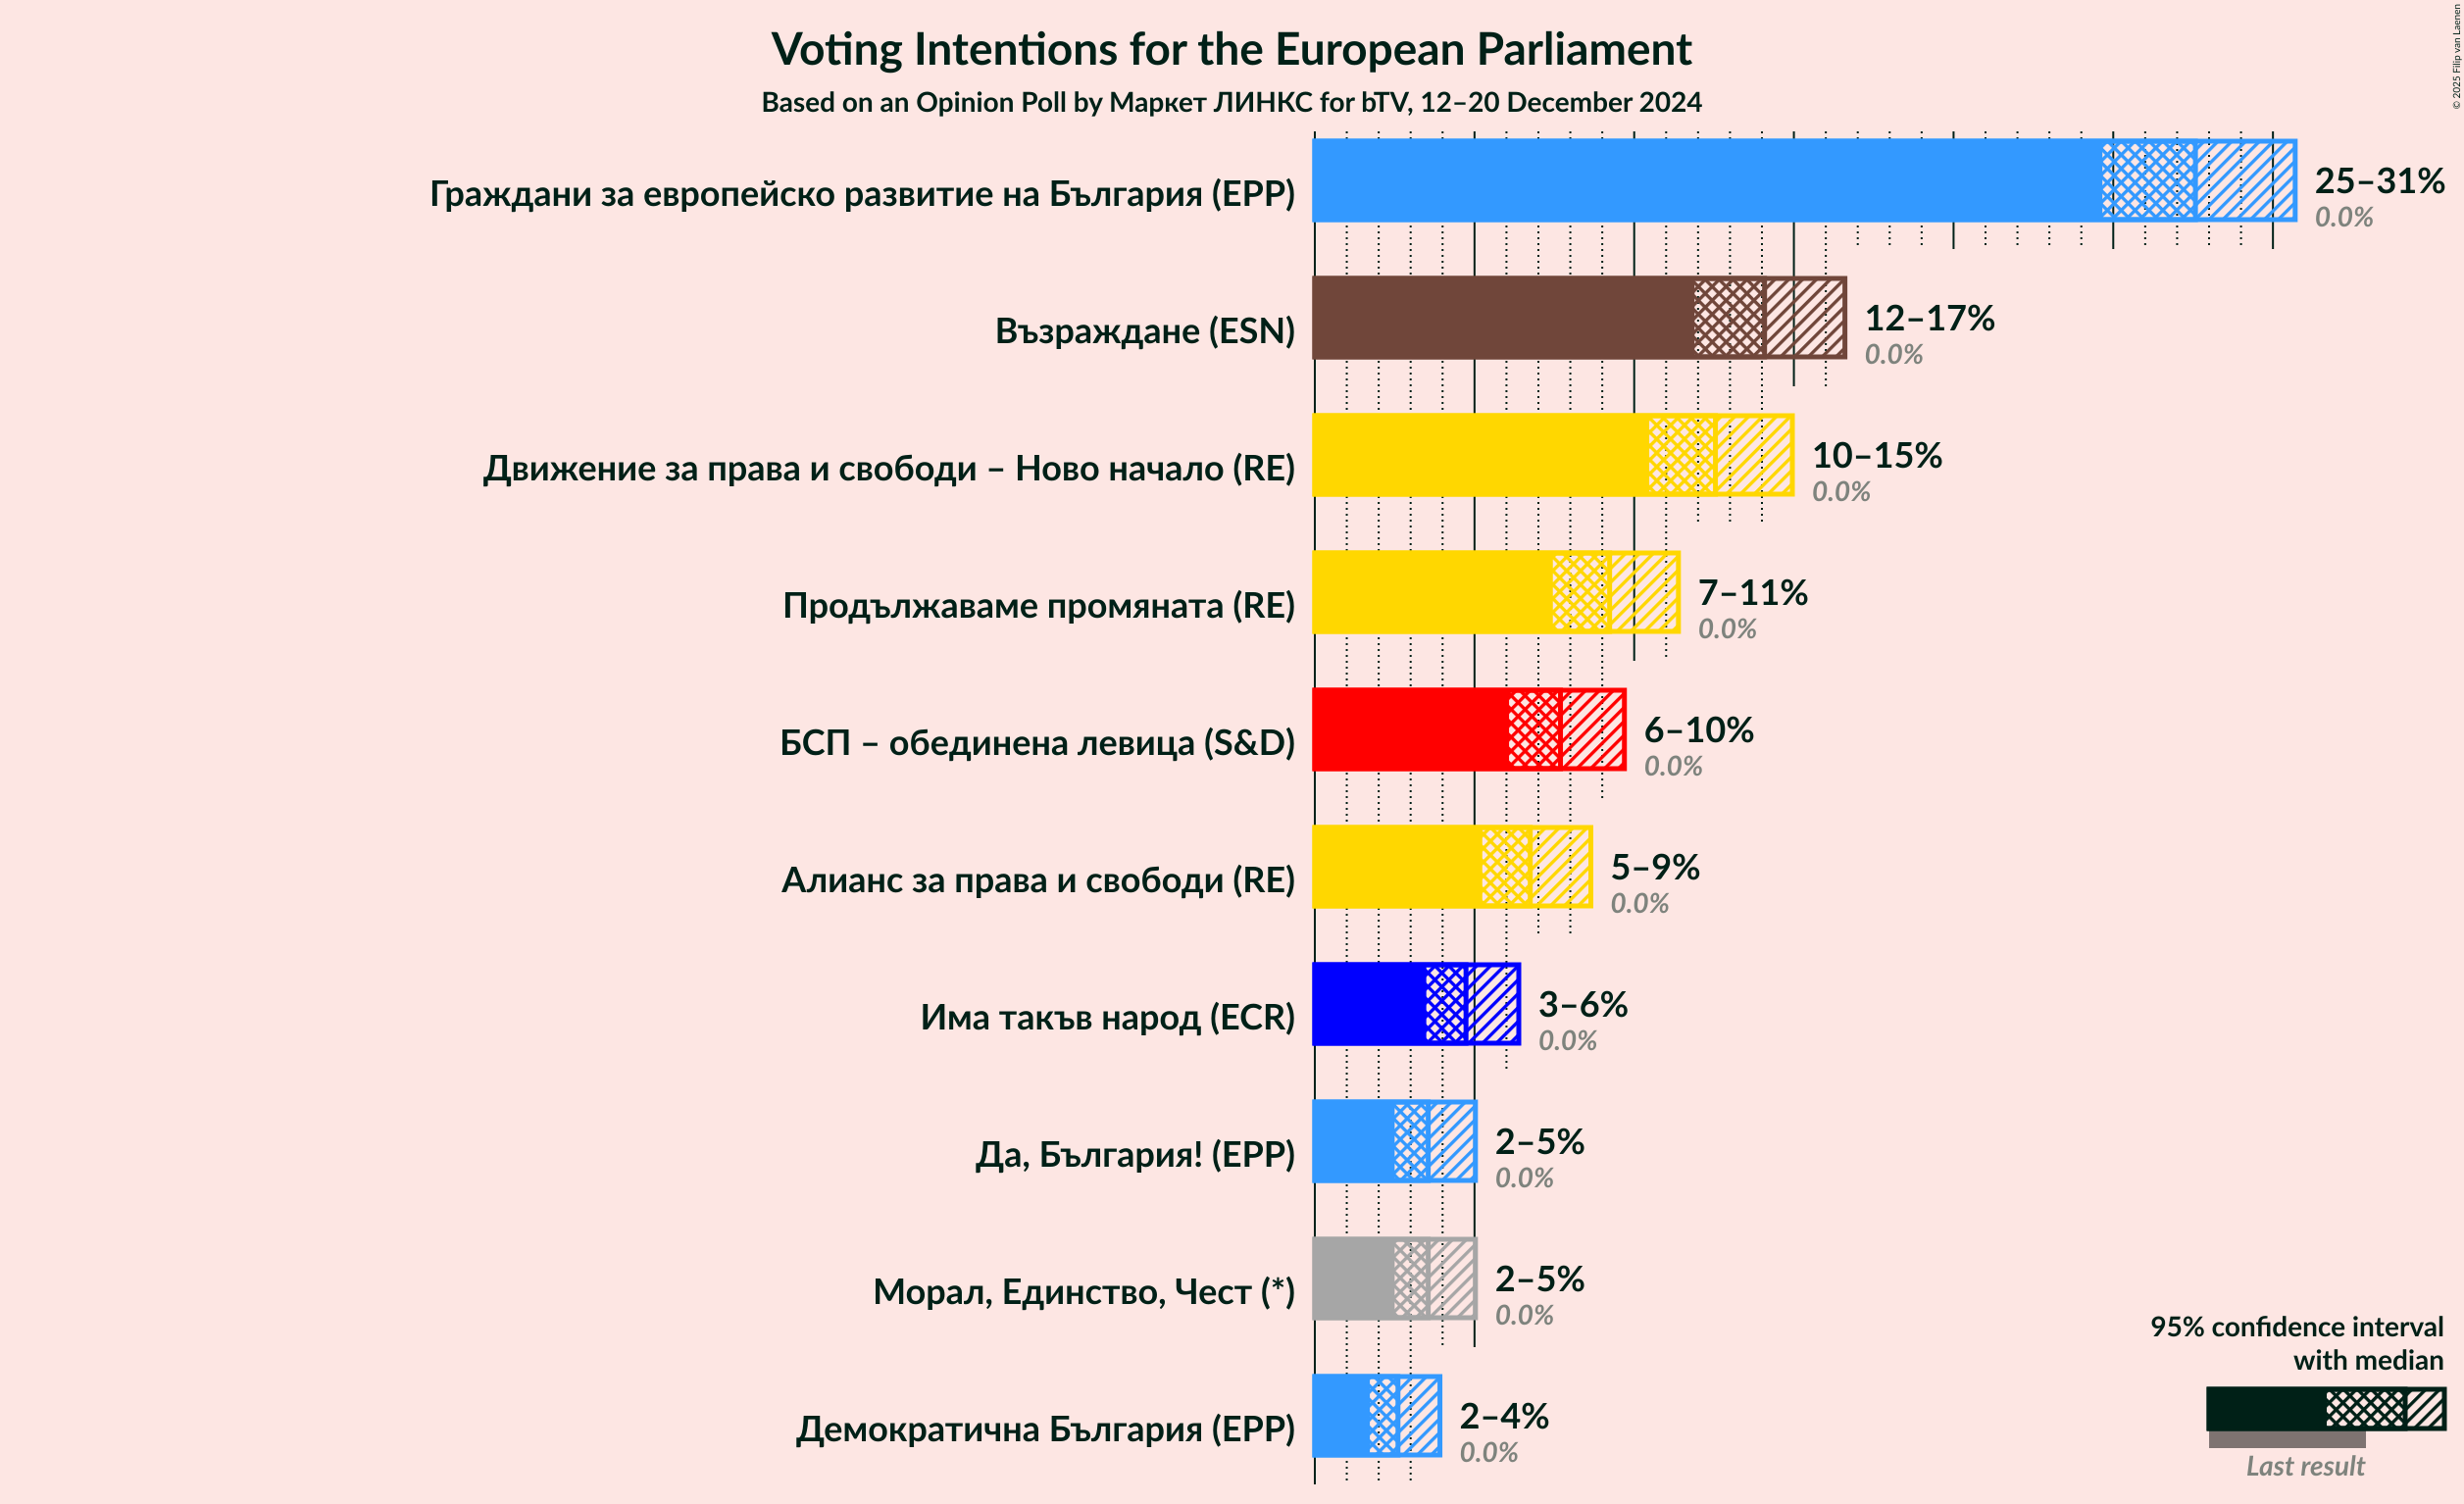 © 2025 Filip van Laenen
Voting Intentions for the European Parliament
Based on an Opinion Poll by Маркет ЛИНКС for bTV, 12–20 December 2024
Граждани за европейско развитие на България (EPP)
25–31%
0.0%
Възраждане (ESN)
12–17%
0.0%
Движение за права и свободи – Ново начало (RE)
10–15%
0.0%
Продължаваме промяната (RE)
7–11%
0.0%
БСП – обединена левица (S&D)
6–10%
0.0%
Алианс за права и свободи (RE)
5–9%
0.0%
Има такъв народ (ECR)
3–6%
0.0%
Да, България! (EPP)
2–5%
0.0%
Морал, Единство, Чест (*)
2–5%
0.0%
Демократична България (EPP)
2–4%
0.0%
95% confidence interval
with median
Last result